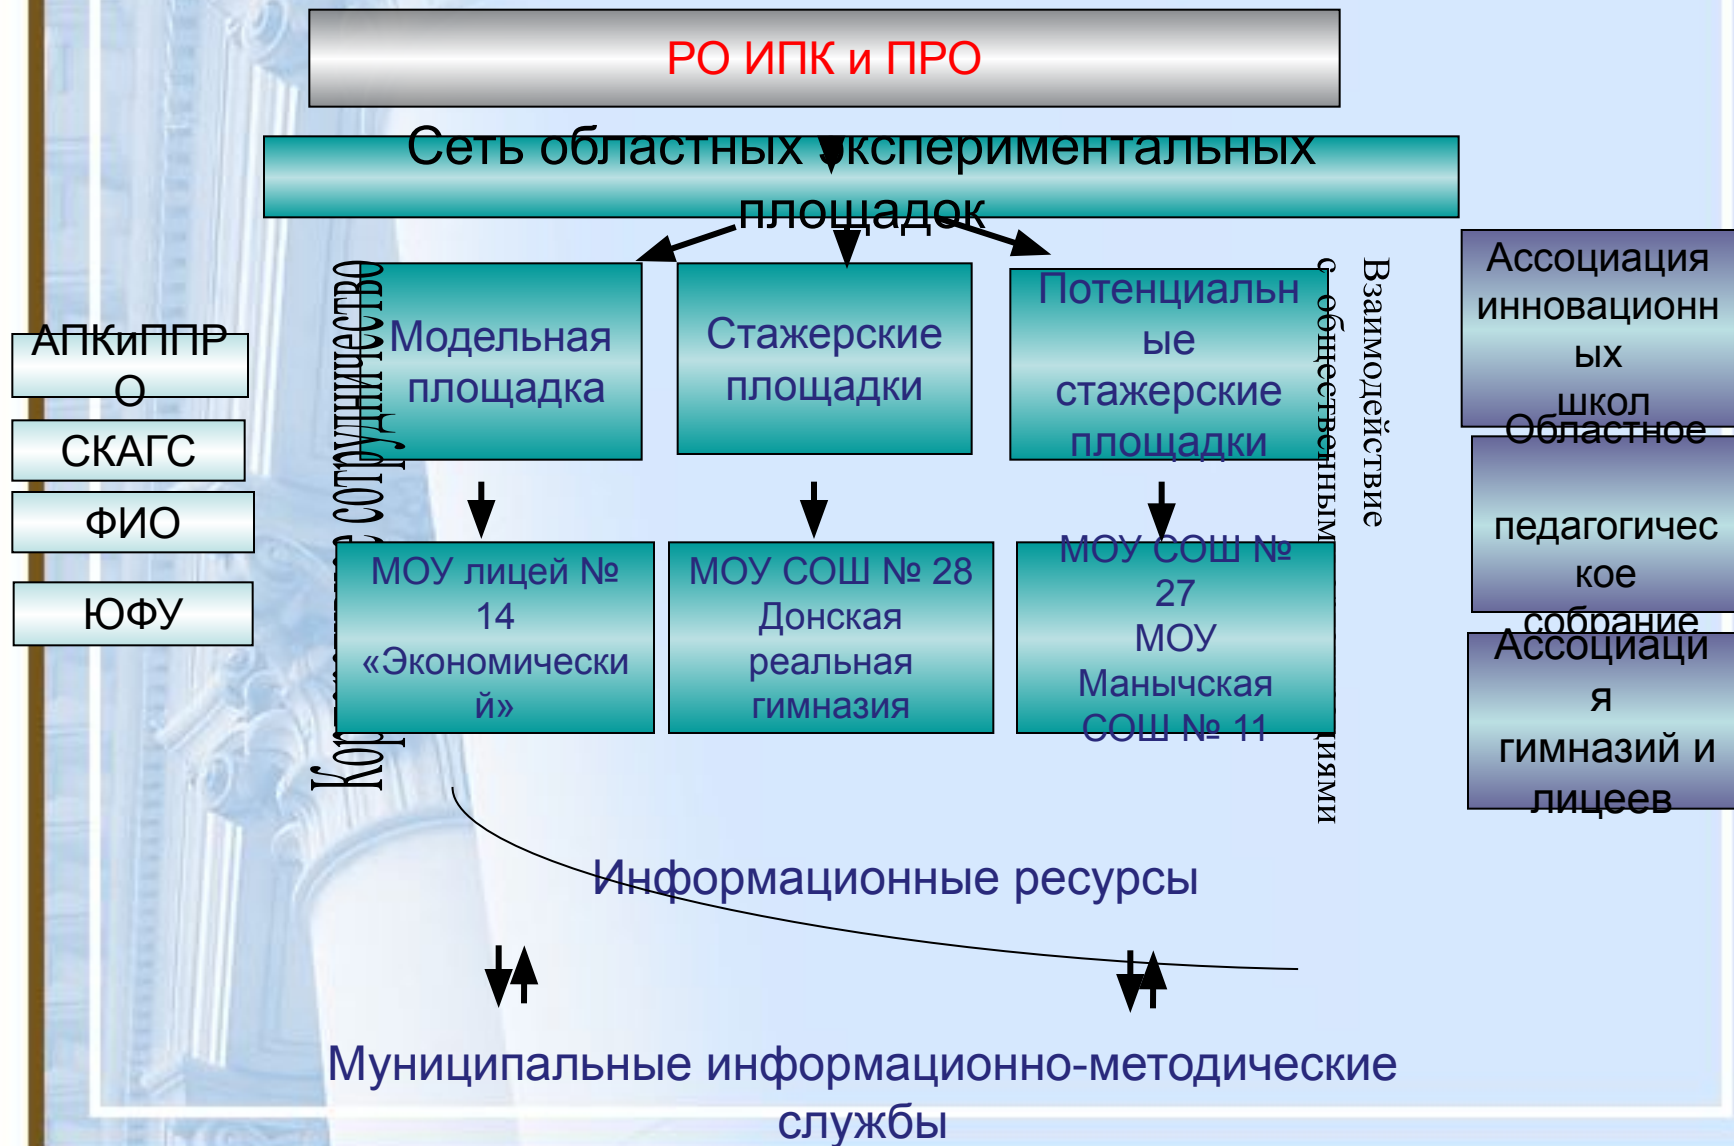 РО ИПК и ПРО
Сеть областных экспериментальных
площадок
АПКиППР
О
СКАГС
ФИО
ЮФУ
сотрудничество
Модельная
площадка
Стажерские
площадки
Потенциальн
ые
стажерские
площадки
МОУ лицей №
14
«Экономически
й»
МОУ СОШ № 28
Донская
реальная
гимназия
МОУ СОШ №
27
МОУ
Манычская
СОШ № 11
Взаимодействие
с общественным
Ассоциация
инновационн
ых
школ
Областное
педагогичес
кое
собрание
Ассоциаци
я
гимназий и
лицеев
Информационные ресурсы
Муниципальные информационно-методические
службы